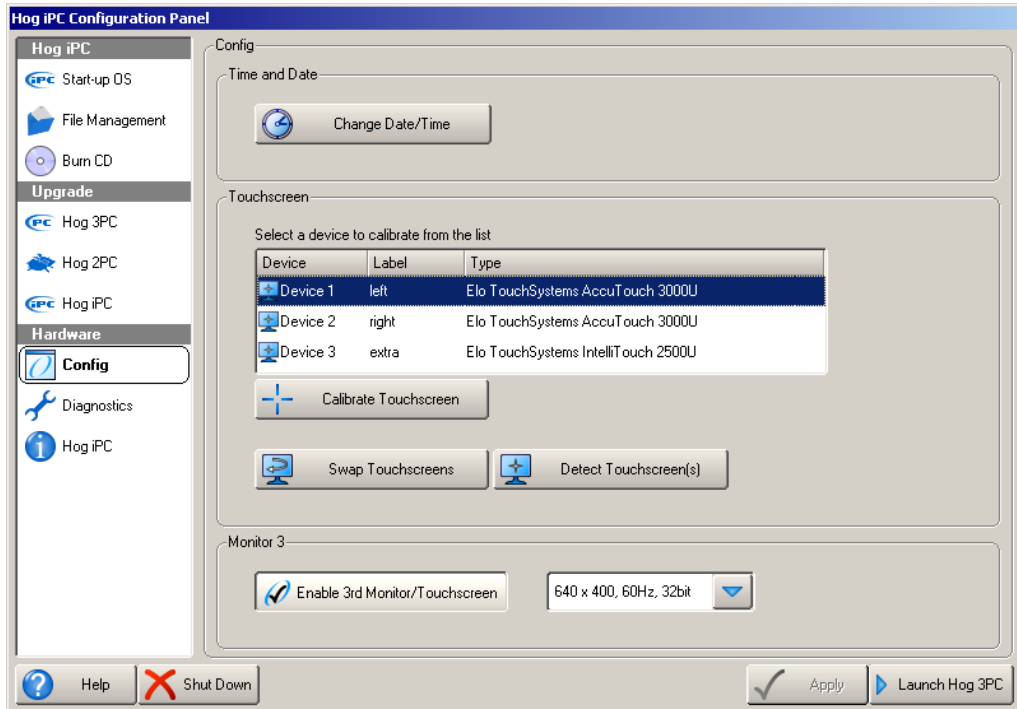 Hog iPC Configuration Panel
Hog iPC
iPC Start-up OS
File Management
Burn CD
Upgrade
PC Hog 3PC
Hog 2PC
iPC Hog iPC
Hardware
Config
Diagnostics
i Hog iPC
Config
Time and Date
Change Date/Time
Touchscreen
Select a device to calibrate from the list
Device Label Type
Device 1 left Elo TouchSystems AccuTouch 3000U
Device 2 right Elo TouchSystems AccuTouch 3000U
Device 3 extra Elo TouchSystems IntelliTouch 2500U
Calibrate Touchscreen
Swap Touchscreens Detect Touchscreen(s)
Monitor 3
Enable 3rd Monitor/Touchscreen 640 x 400, 60Hz, 32bit
? Help Shut Down Apply Launch Hog 3PC